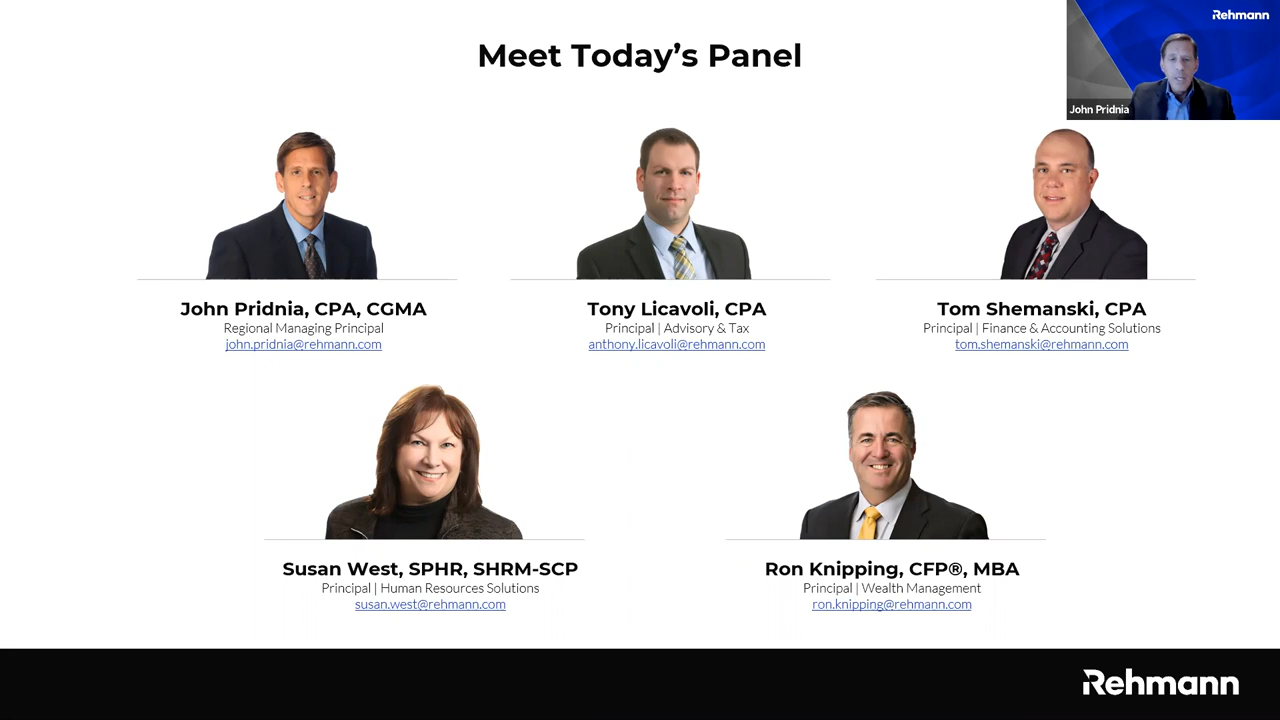 Rehmann
Meet Today’s Panel
John Pridnia
John Pridnia, CPA, CGMA
Regional Managing Principal
john.pridnia@rehmann.com
Tony Licavoli, CPA
Principal | Advisory & Tax
anthony.licavoli@rehmann.com
Tom Shemanski, CPA
Principal | Finance & Accounting Solutions
tom.shemanski@rehmann.com
Susan West, SPHR, SHRM-SCP
Principal | Human Resources Solutions
susan.west@rehmann.com
Ron Knipping, CFP®, MBA
Principal | Wealth Management
ron.knipping@rehmann.com
Rehmann